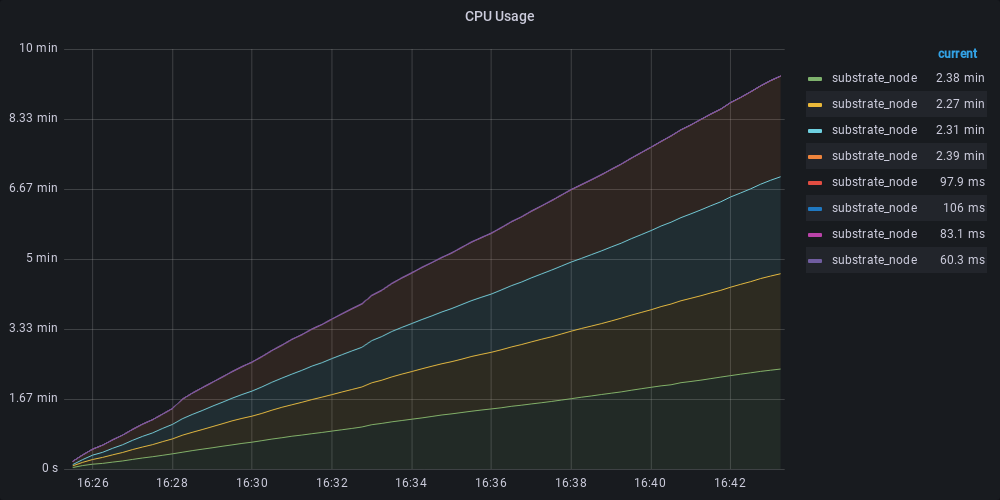 CPU Usage
10 min
8.33 min
6.67 min
5 min
3.33 min
1.67 min
0 s
16:26 16:28 16:30 16:32 16:34 16:36 16:38 16:40 16:42
current
substrate_node 2.38 min
substrate_node 2.27 min
substrate_node 2.31 min
substrate_node 2.39 min
substrate_node 97.9 ms
substrate_node 106 ms
substrate_node 83.1 ms
substrate_node 60.3 ms